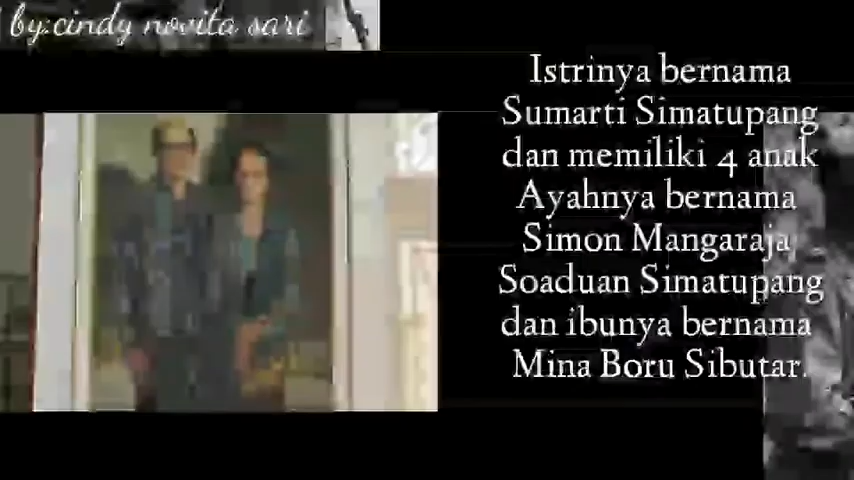 by:cindy novita sari
Istrinya bernama
Sumarti Simatupang
dan memiliki 4 anak
Ayahnya bernama
Simon Mangaraja
Soaduan Simatupang
dan ibunya bernama
Mina Boru Sibutar.